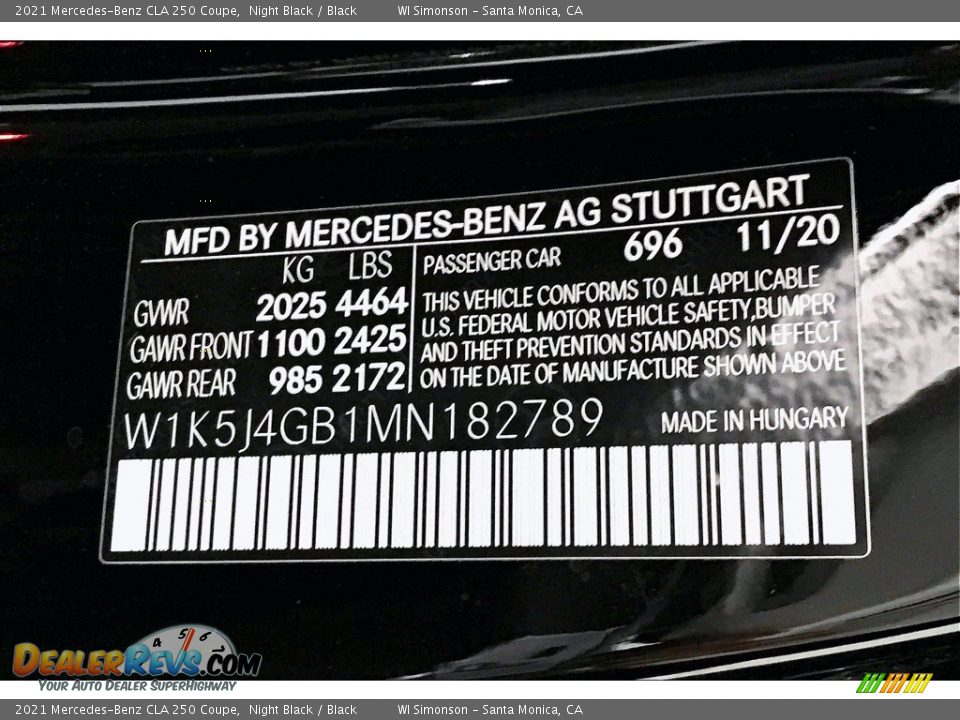 2021 Mercedes-Benz CLA 250 Coupe,  Night Black / Black          WI Simonson - Santa Monica, CA
MFD BY MERCEDES-BENZ AG STUTTGART
KG LBS
GVWR 2025 4464
GAWR FRONT 1100 2425
GAWR REAR 985 2172
PASSENGER CAR 696 11/20
THIS VEHICLE CONFORMS TO ALL APPLICABLE
U.S. FEDERAL MOTOR VEHICLE SAFETY,BUMPER
AND THEFT PREVENTION STANDARDS IN EFFECT
ON THE DATE OF MANUFACTURE SHOWN ABOVE
W1K5J4GB1MN182789 MADE IN HUNGARY
4 5 6
DEALERREVS.COM
YOUR AUTO DEALER SUPERHIGHWAY
2021 Mercedes-Benz CLA 250 Coupe,  Night Black / Black          WI Simonson - Santa Monica, CA